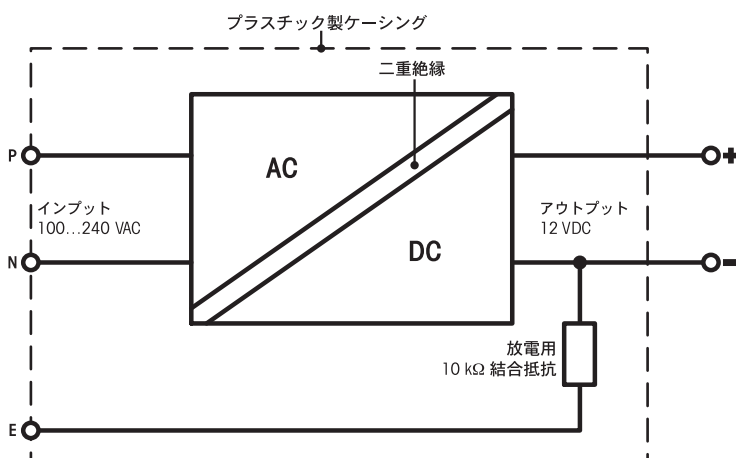 プラスチック製ケーシング
二重絶縁
P
AC
インプット
100...240 VAC
アウトプット
12 VDC
N
DC
放電用
10 kΩ 結合抵抗
E